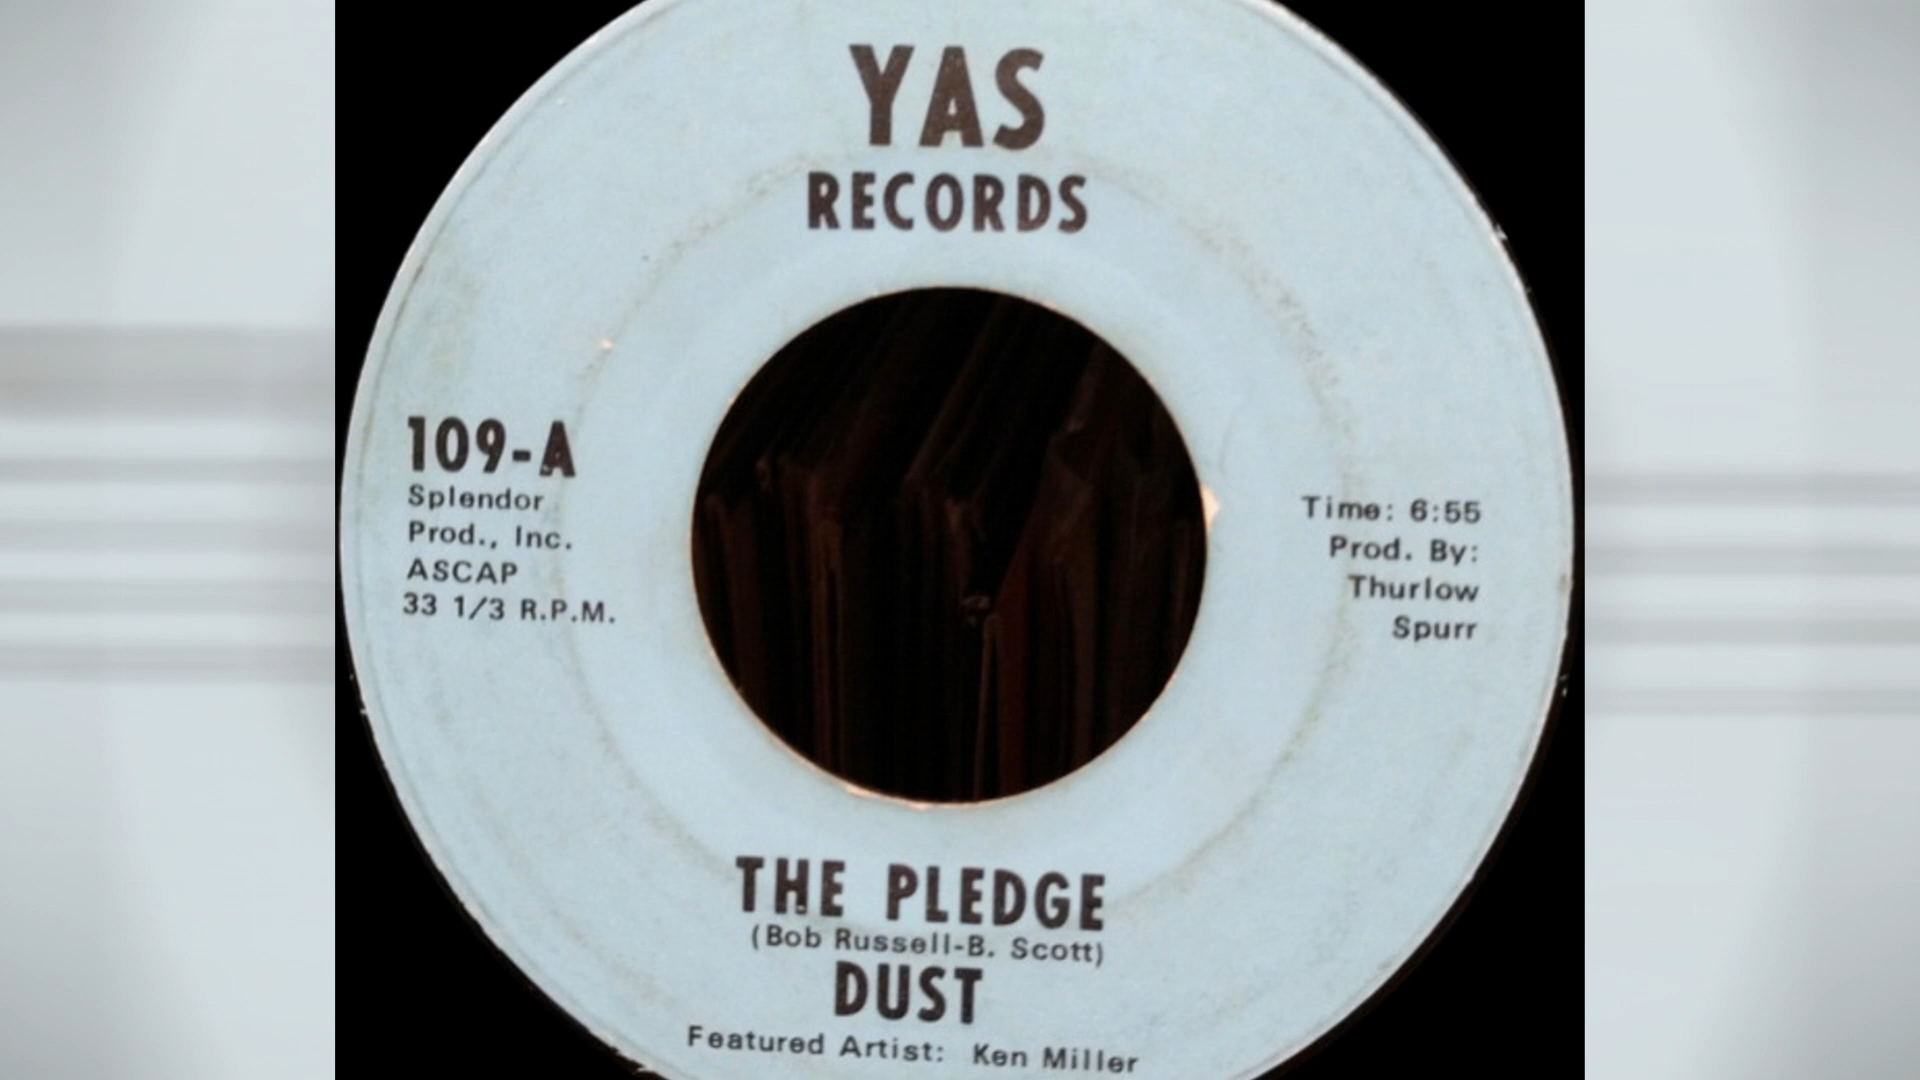 YAS
RECORDS
109-A
Splendor
Prod., Inc.
ASCAP
33 1/3 R.P.M.
Time: 6:55
Prod. By:
Thurlow
Spurr
THE PLEDGE
(Bob Russell-B. Scott)
DUST
Featured Artist: Ken Miller